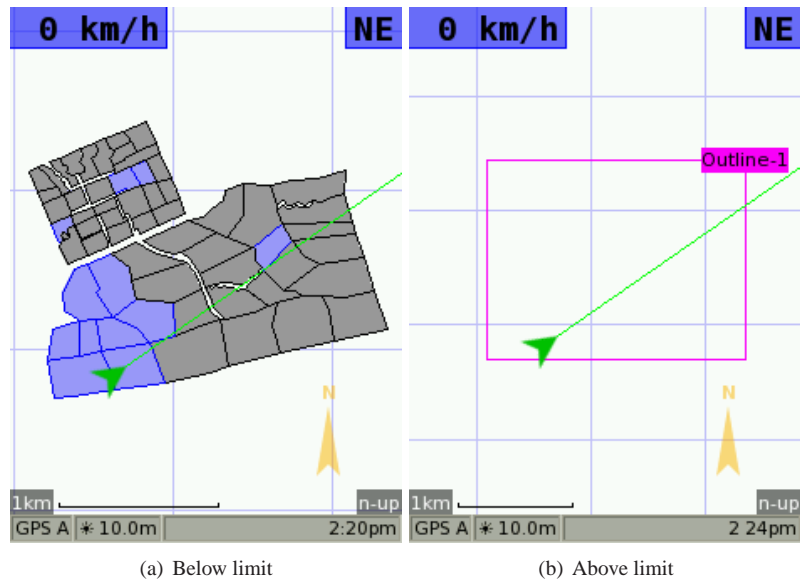 0 km/h NE
N
1km n-up
GPS A ☀ 10.0m 2:20pm
(a) Below limit
0 km/h NE
Outline-1
N
1km n-up
GPS A ☀ 10.0m 2 24pm
(b) Above limit